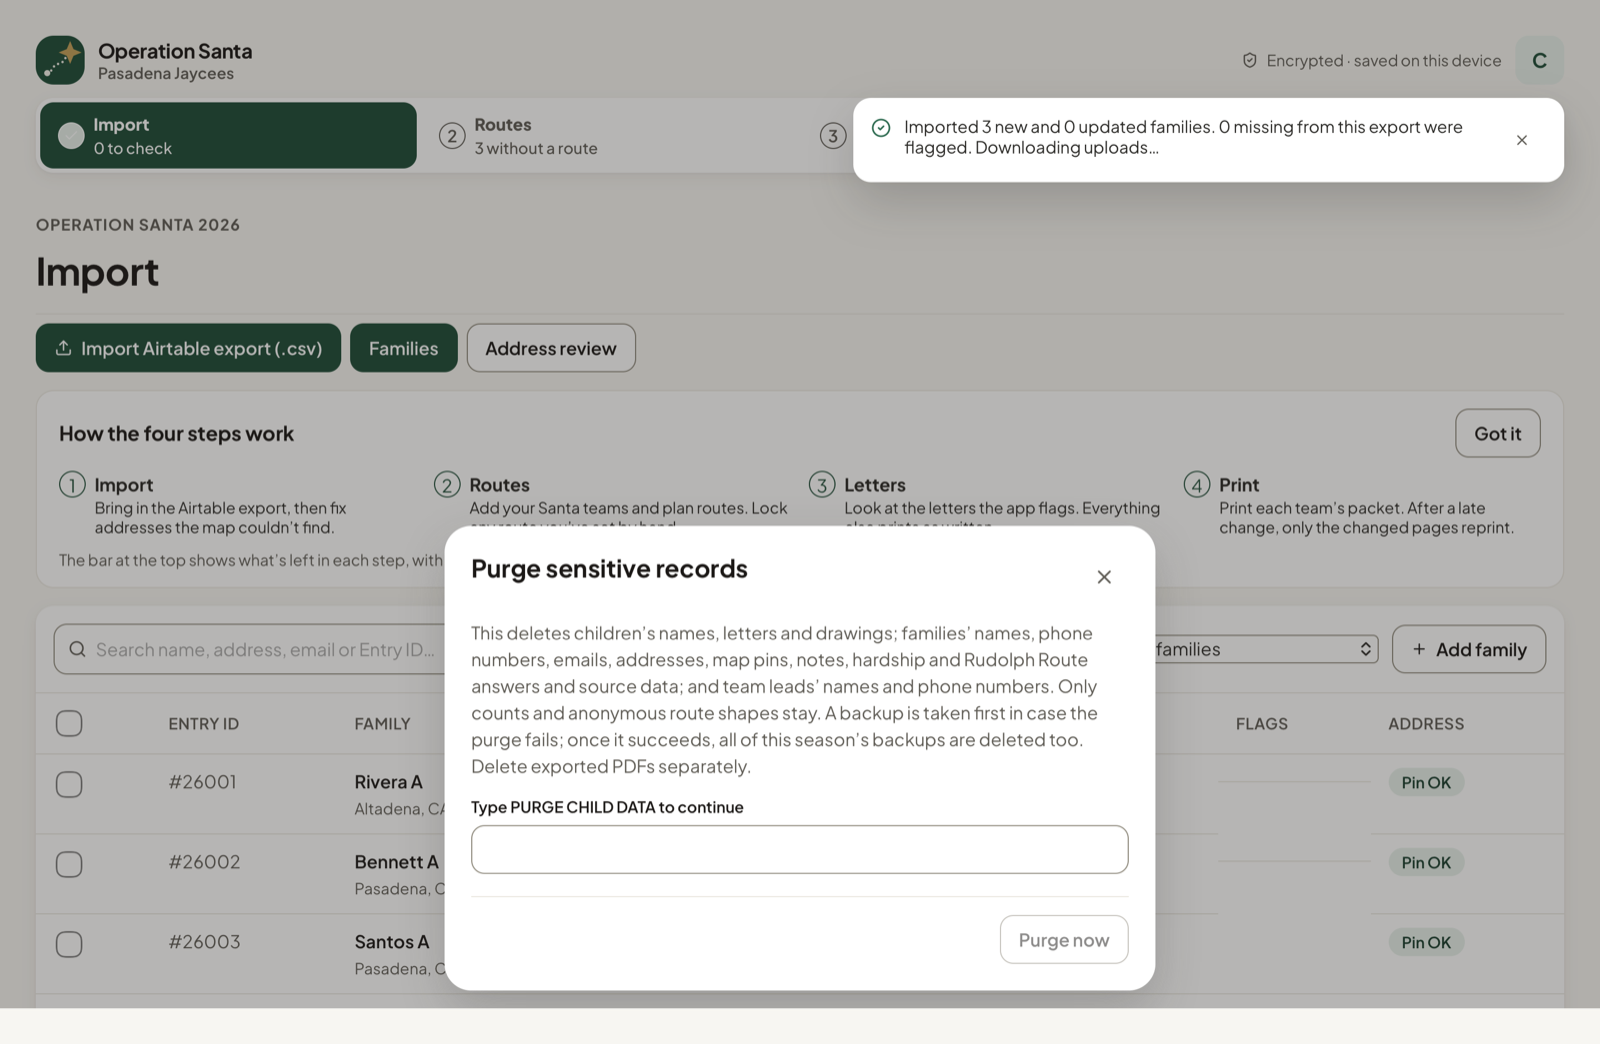 Operation Santa
Pasadena Jaycees
Encrypted · saved on this device
C
Import
0 to check
2
Routes
3 without a route
3
Imported 3 new and 0 updated families. 0 missing from this export were
flagged. Downloading uploads…
OPERATION SANTA 2026
Import
Import Airtable export (.csv)
Families
Address review
How the four steps work
Got it
1
Import
Bring in the Airtable export, then fix
addresses the map couldn't find.
2
Routes
Add your Santa teams and plan routes. Lock
3
Letters
Look at the letters the app flags. Everything
4
Print
Print each team's packet. After a late
change, only the changed pages reprint.
The bar at the top shows what's left in each step, with
Purge sensitive records
This deletes children's names, letters and drawings; families' names, phone
numbers, emails, addresses, map pins, notes, hardship and Rudolph Route
answers and source data; and team leads' names and phone numbers. Only
counts and anonymous route shapes stay. A backup is taken first in case the
purge fails; once it succeeds, all of this season's backups are deleted too.
Delete exported PDFs separately.
Type PURGE CHILD DATA to continue
Purge now
Search name, address, email or Entry ID…
families
+ Add family
ENTRY ID
FAMILY
FLAGS
ADDRESS
#26001
Rivera A
Altadena,
Pin OK
#26002
Bennett A
Pasadena,
Pin OK
#26003
Santos A
Pasadena,
Pin OK